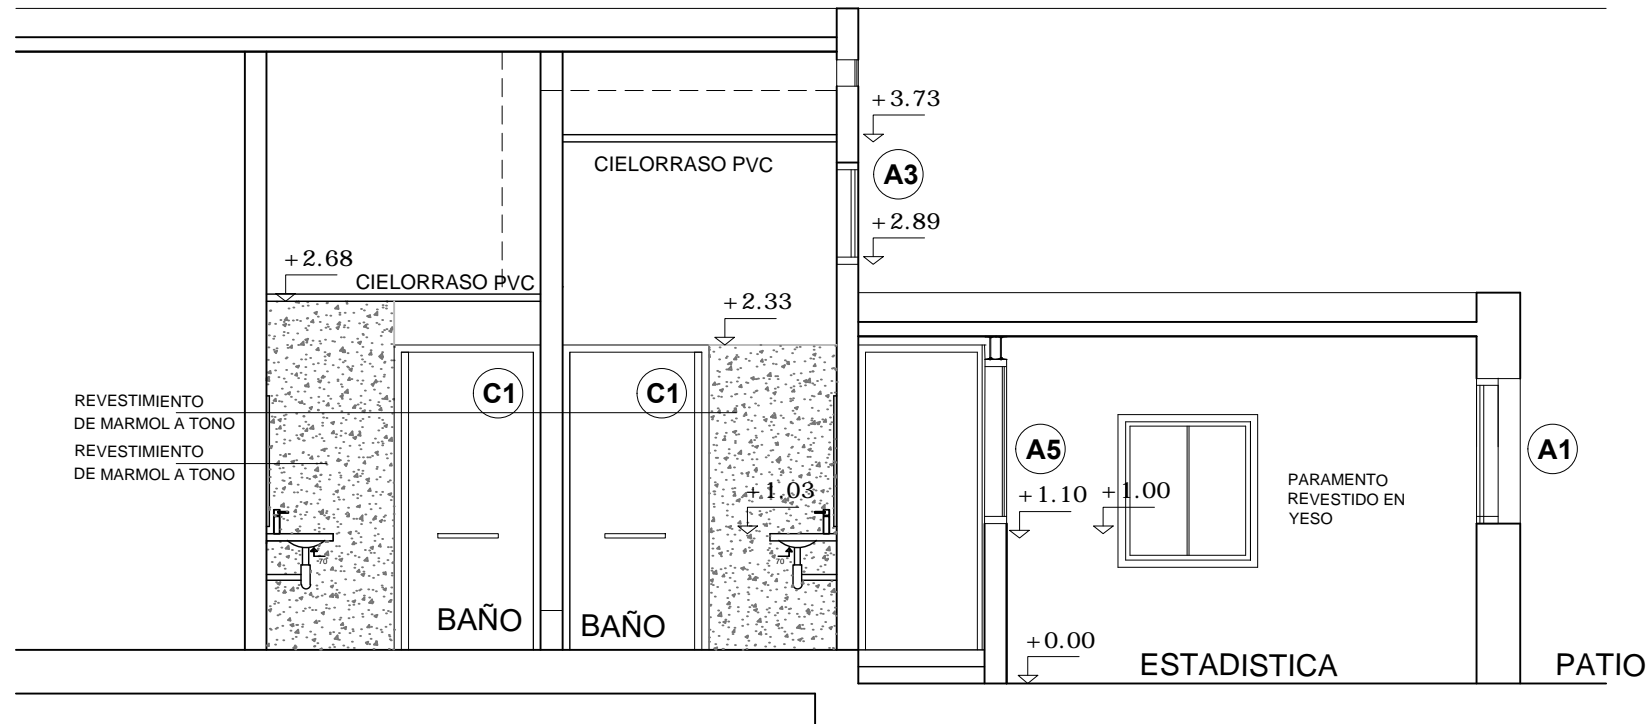 +3.73
CIELORRASO PVC
A3
+2.89
+2.68
CIELORRASO PVC
+2.33
C1
C1
REVESTIMIENTO
DE MARMOL A TONO
REVESTIMIENTO
DE MARMOL A TONO
A5
A1
+1.03
+1.10
+1.00
PARAMENTO
REVESTIDO EN
YESO
70
70
BAÑO
BAÑO
+0.00
ESTADISTICA
PATIO